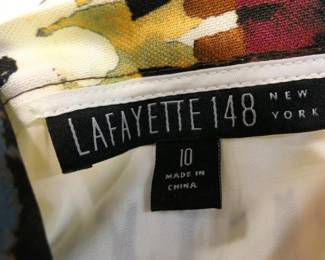 LAFAYETTE 148 NEW YORK
10
MADE IN
CHINA